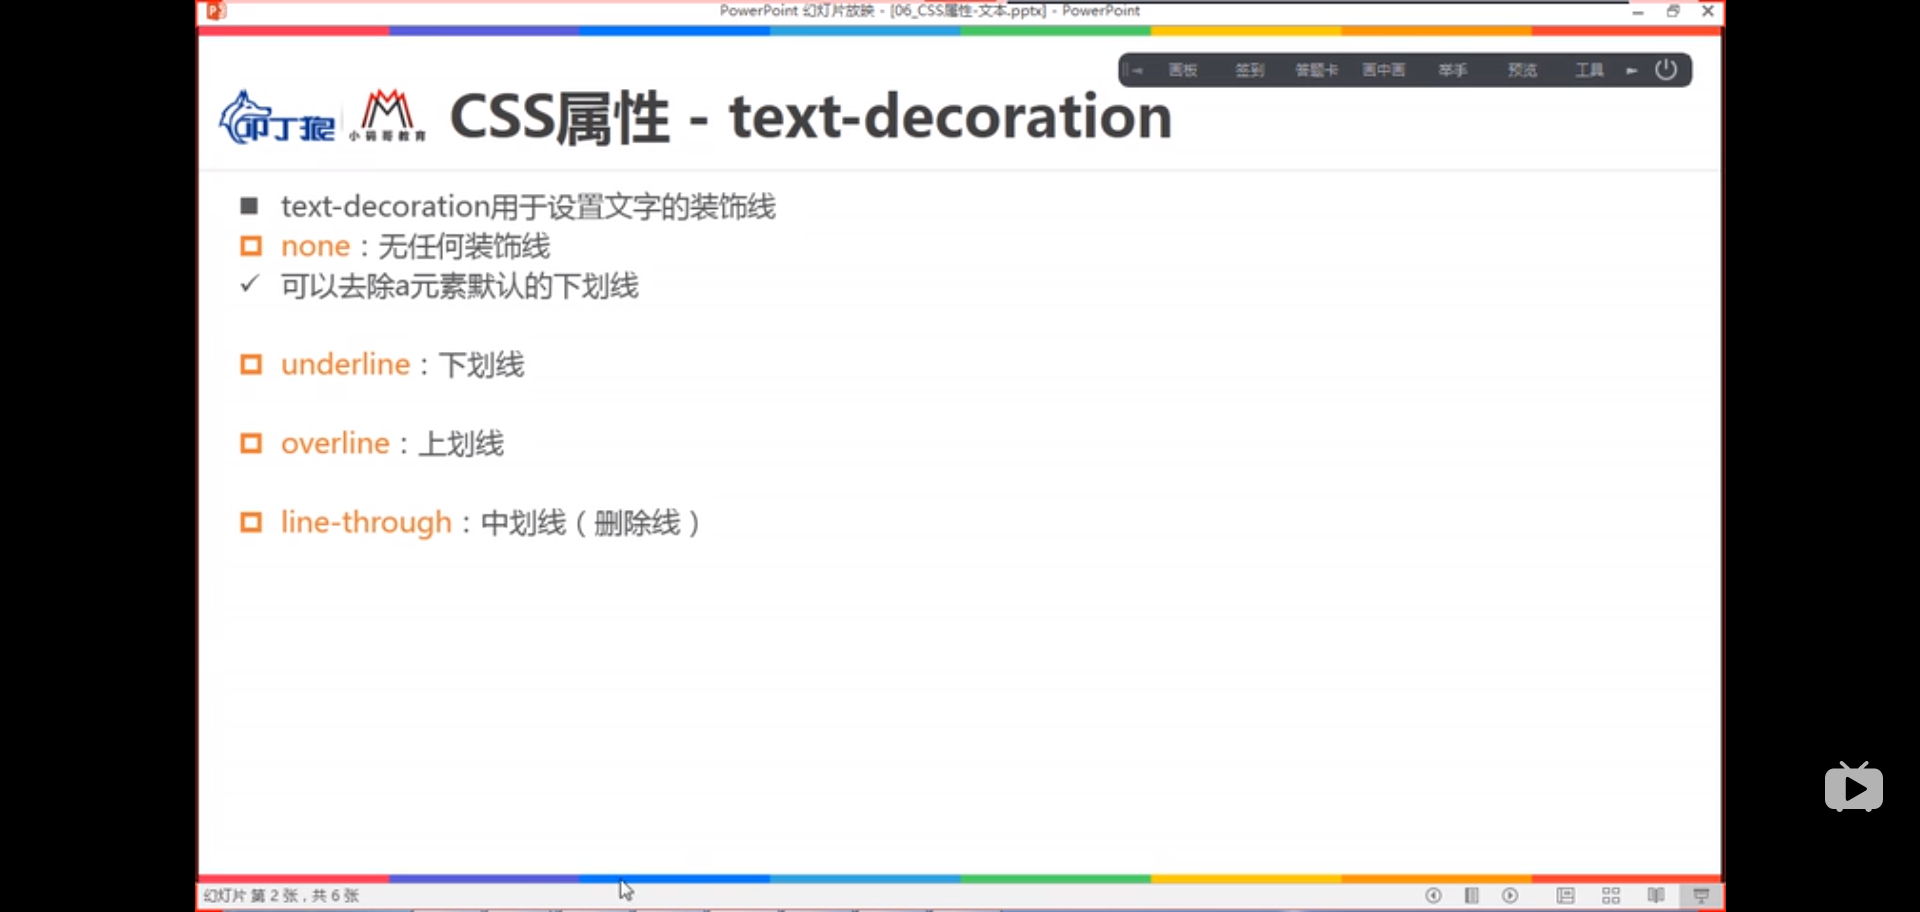 PowerPoint 幻灯片放映 - [06_CSS属性-文本.pptx] - PowerPoint
画板 签到 答题卡 画中画 举手 预览 工具
叩丁狼 小码哥教育 CSS属性 - text-decoration
text-decoration用于设置文字的装饰线
none：无任何装饰线
可以去除a元素默认的下划线
underline：下划线
overline：上划线
line-through：中划线（删除线）
幻灯片 第 2 张，共 6 张